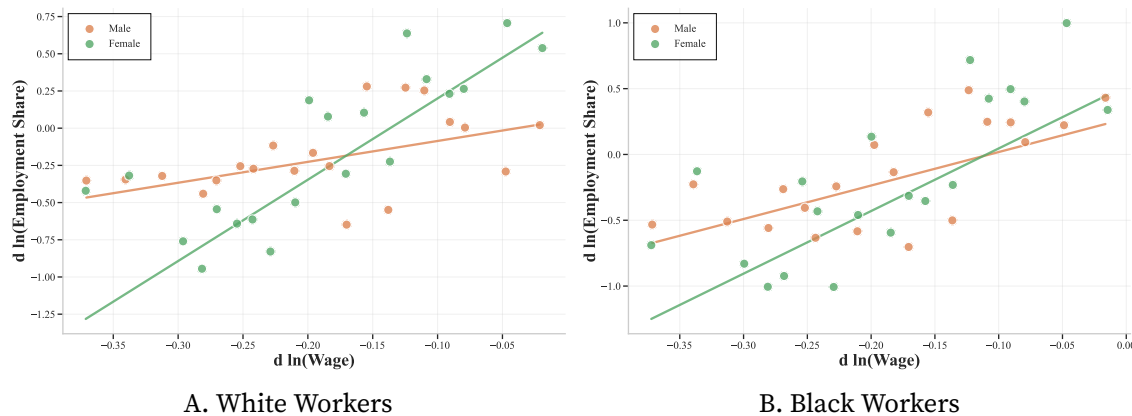 Male
Female
d ln(Employment Share)
0.75
0.50
0.25
0.00
−0.25
−0.50
−0.75
−1.00
−1.25
−0.35 −0.30 −0.25 −0.20 −0.15 −0.10 −0.05
d ln(Wage)
A. White Workers
Male
Female
d ln(Employment Share)
1.0
0.5
0.0
−0.5
−1.0
−0.35 −0.30 −0.25 −0.20 −0.15 −0.10 −0.05 0.00
d ln(Wage)
B. Black Workers